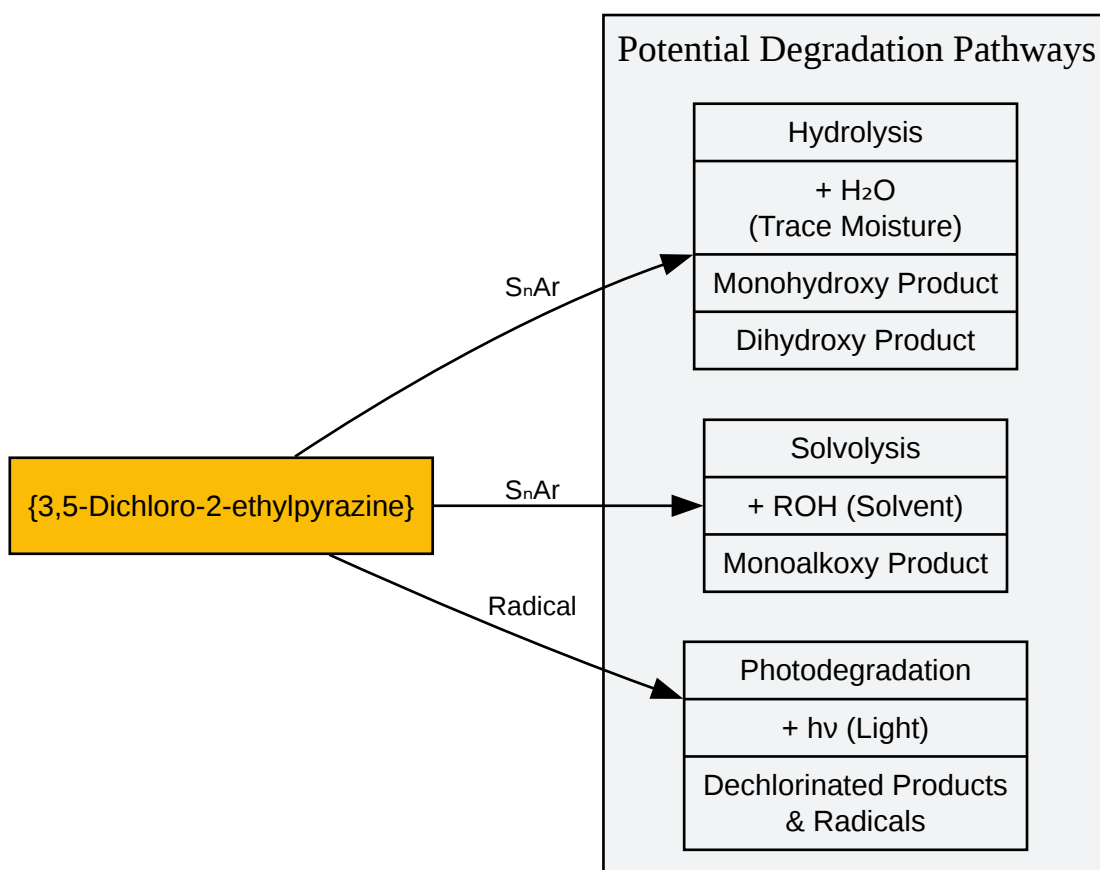 Potential Degradation Pathways
Hydrolysis
+ H₂O
(Trace Moisture)
Monohydroxy Product
Dihydroxy Product
SₙAr
{3,5-Dichloro-2-ethylpyrazine}
SₙAr
Solvolysis
+ ROH (Solvent)
Monoalkoxy Product
Radical
Photodegradation
+ hν (Light)
Dechlorinated Products
& Radicals